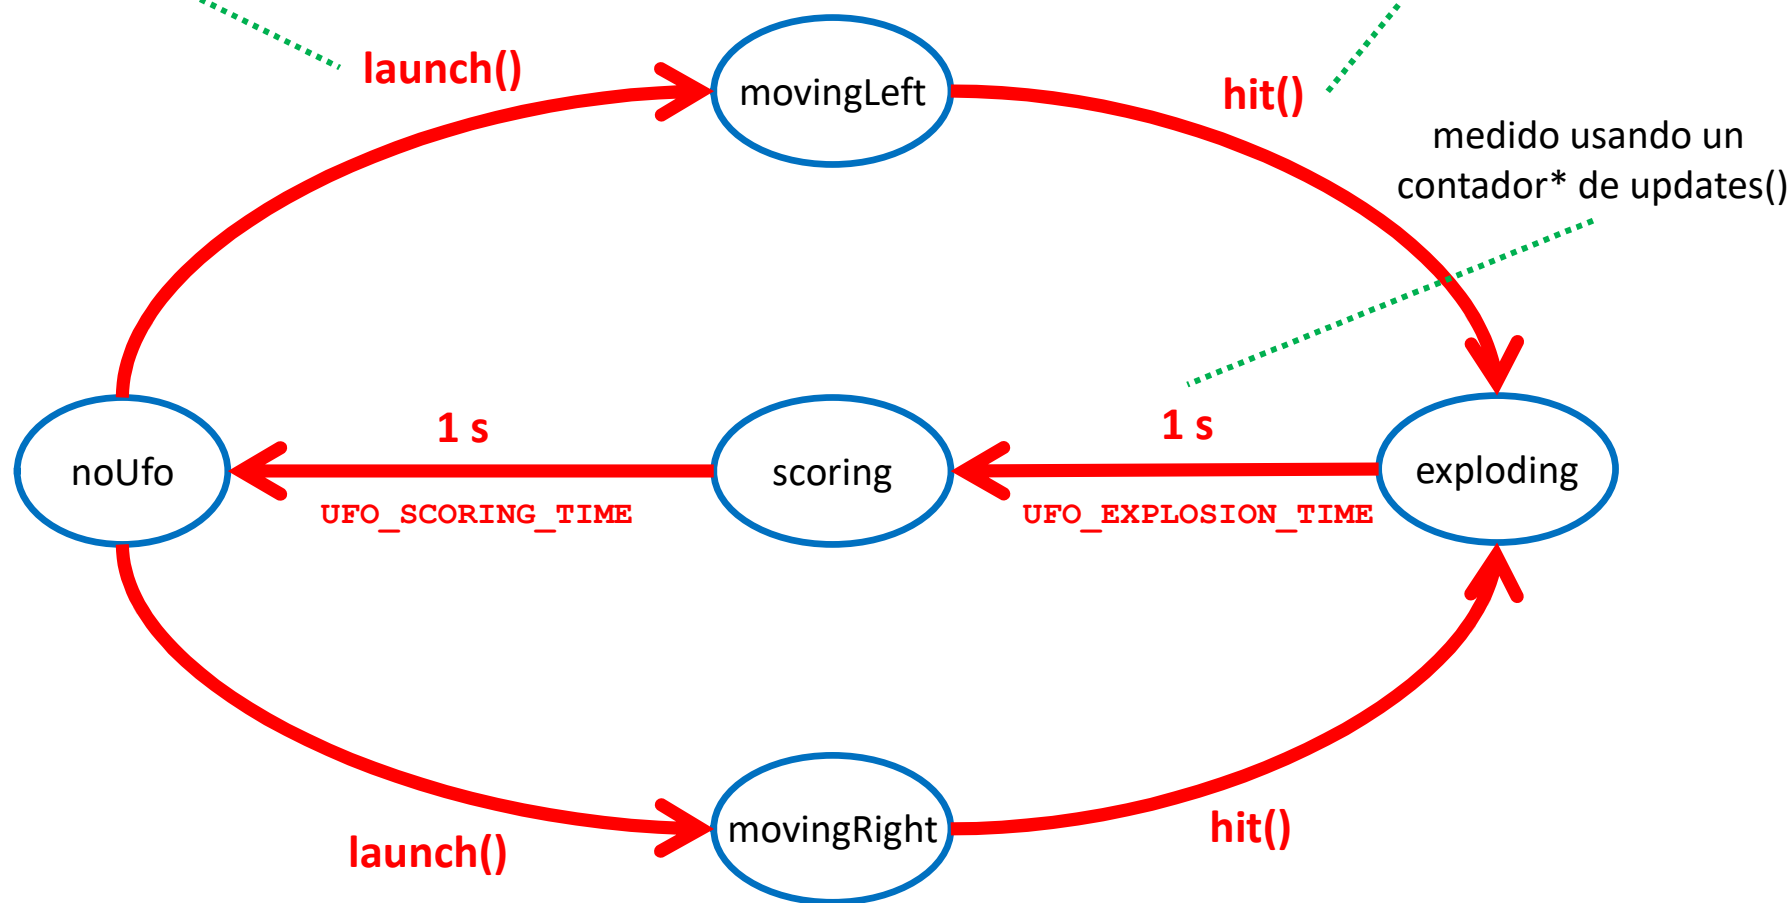 launch()
movingLeft
hit()
medido usando un
contador* de updates()
1 s
1 s
noUfo
scoring
exploding
UFO_SCORING_TIME
UFO_EXPLOSION_TIME
launch()
movingRight
hit()